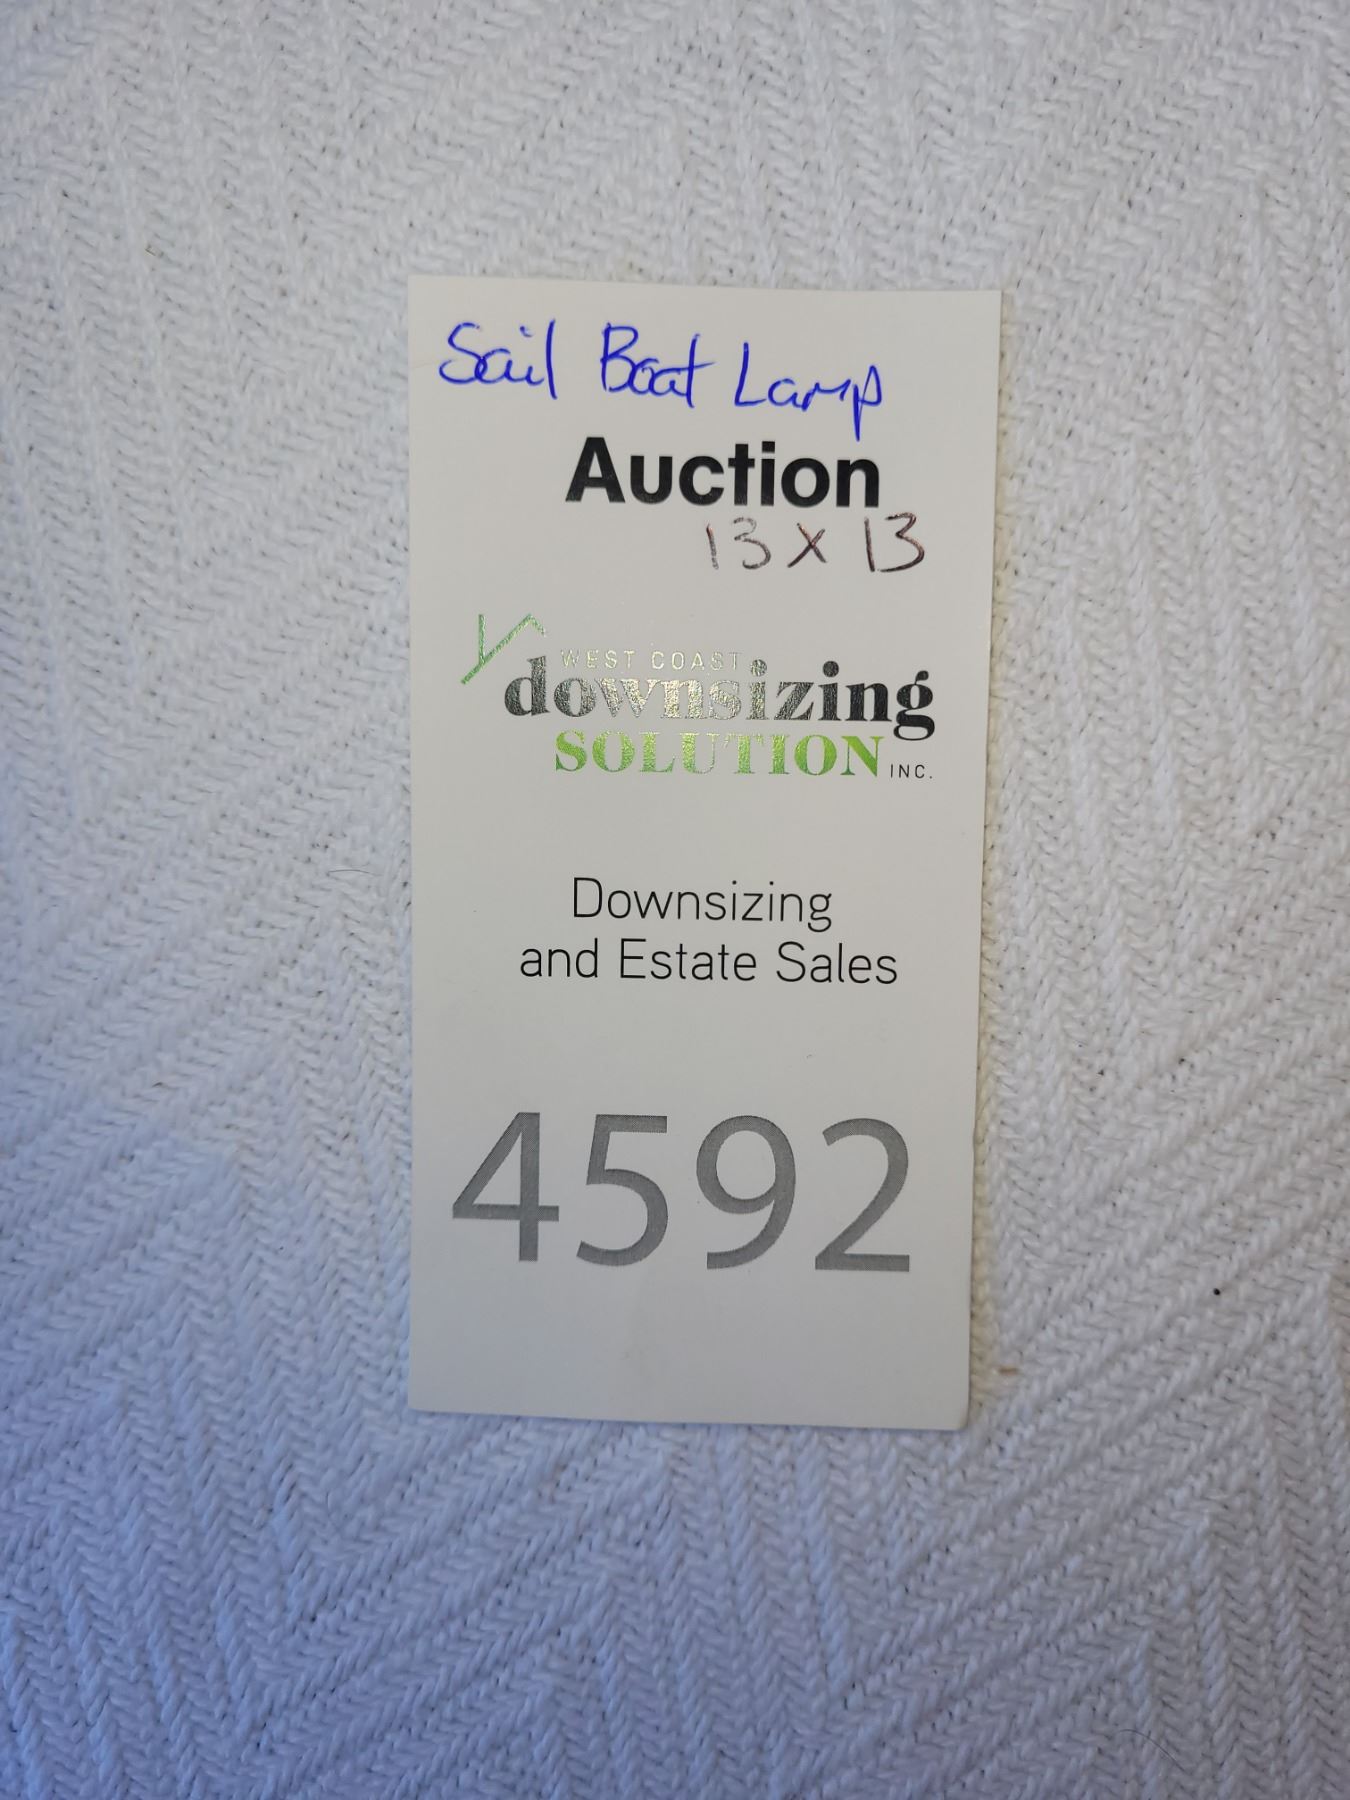 Sail Boat Lamp
Auction
13 x 13
WEST COAST
downsizing
SOLUTION INC.
Downsizing
and Estate Sales
4592